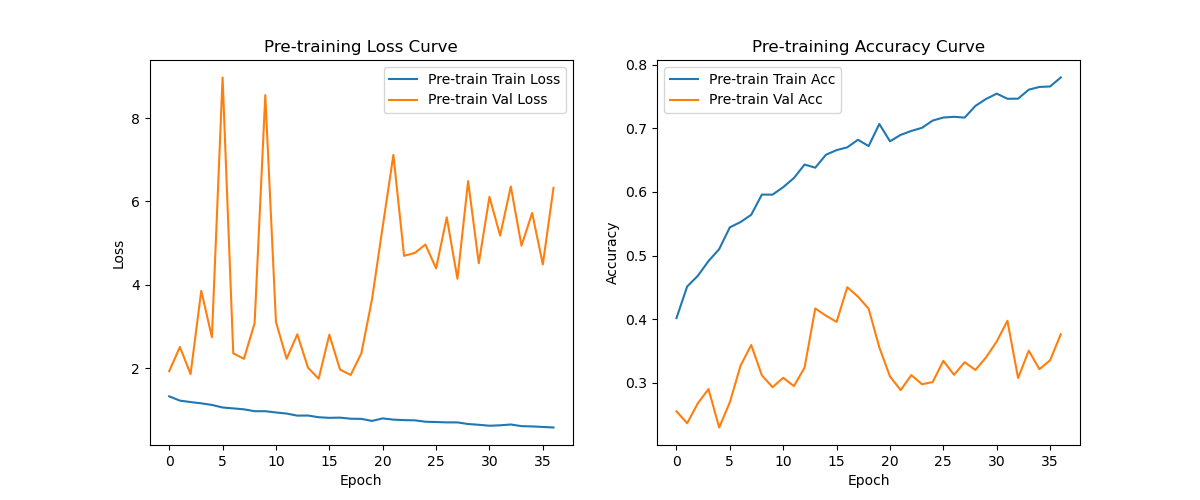 Pre-training Loss Curve
Pre-train Train Loss
Pre-train Val Loss
8
6
4
2
Loss
0 5 10 15 20 25 30 35
Epoch
Pre-training Accuracy Curve
Pre-train Train Acc
Pre-train Val Acc
0.8
0.7
0.6
0.5
0.4
0.3
Accuracy
0 5 10 15 20 25 30 35
Epoch